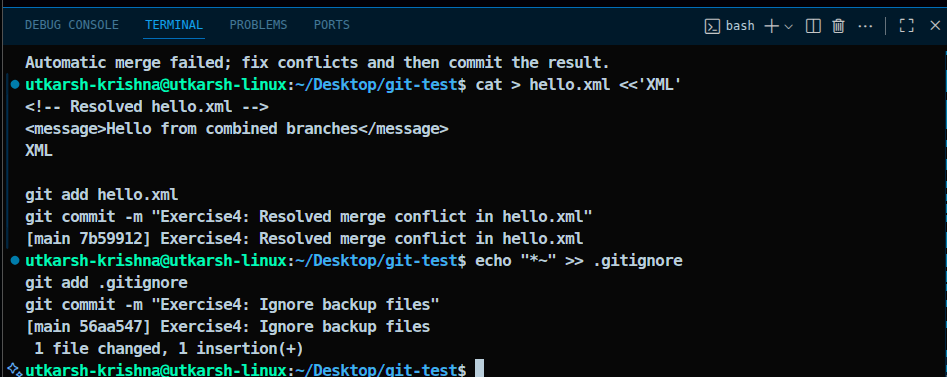 DEBUG CONSOLE TERMINAL PROBLEMS PORTS bash
Automatic merge failed; fix conflicts and then commit the result.
utkarsh-krishna@utkarsh-linux:~/Desktop/git-test$ cat > hello.xml <<'XML'
<!-- Resolved hello.xml -->
<message>Hello from combined branches</message>
XML
git add hello.xml
git commit -m "Exercise4: Resolved merge conflict in hello.xml"
[main 7b59912] Exercise4: Resolved merge conflict in hello.xml
utkarsh-krishna@utkarsh-linux:~/Desktop/git-test$ echo "*~" >> .gitignore
git add .gitignore
git commit -m "Exercise4: Ignore backup files"
[main 56aa547] Exercise4: Ignore backup files
 1 file changed, 1 insertion(+)
utkarsh-krishna@utkarsh-linux:~/Desktop/git-test$